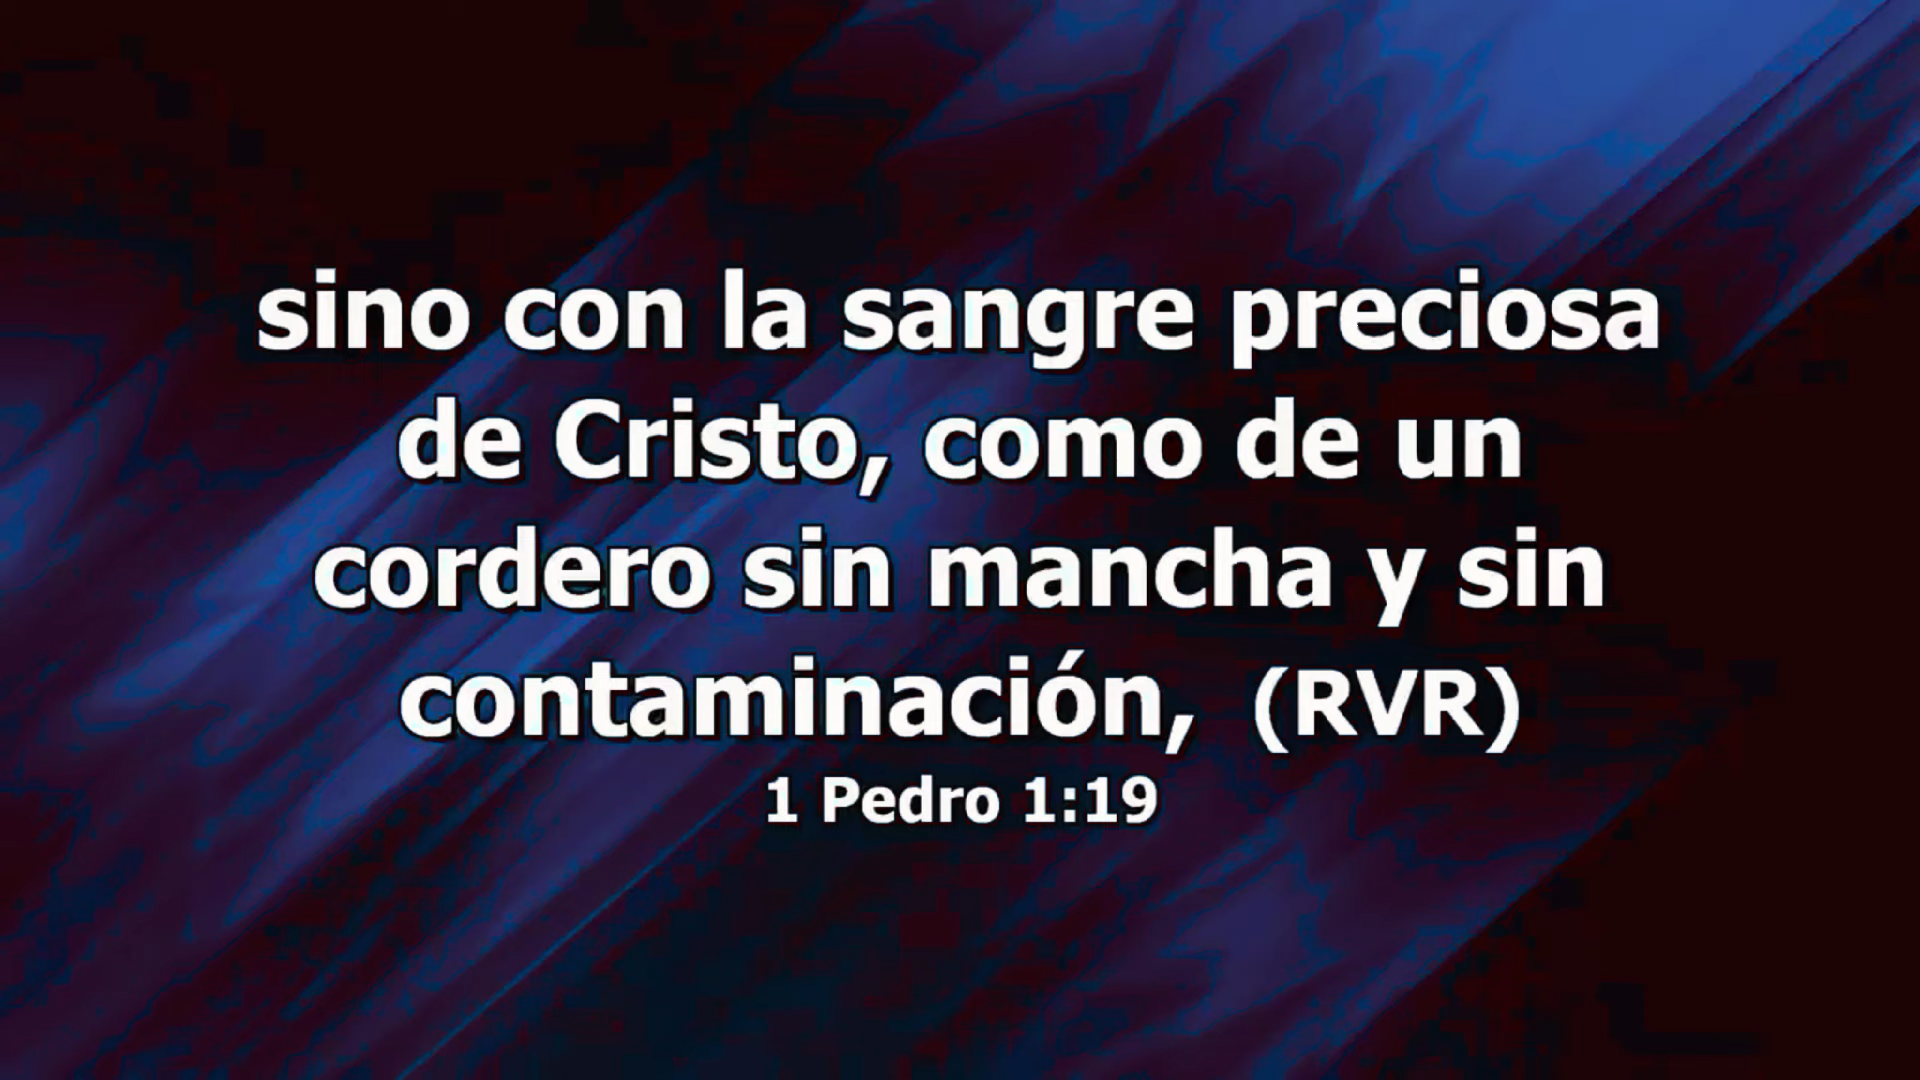 sino con la sangre preciosa
de Cristo, como de un
cordero sin mancha y sin
contaminación, (RVR)
1 Pedro 1:19